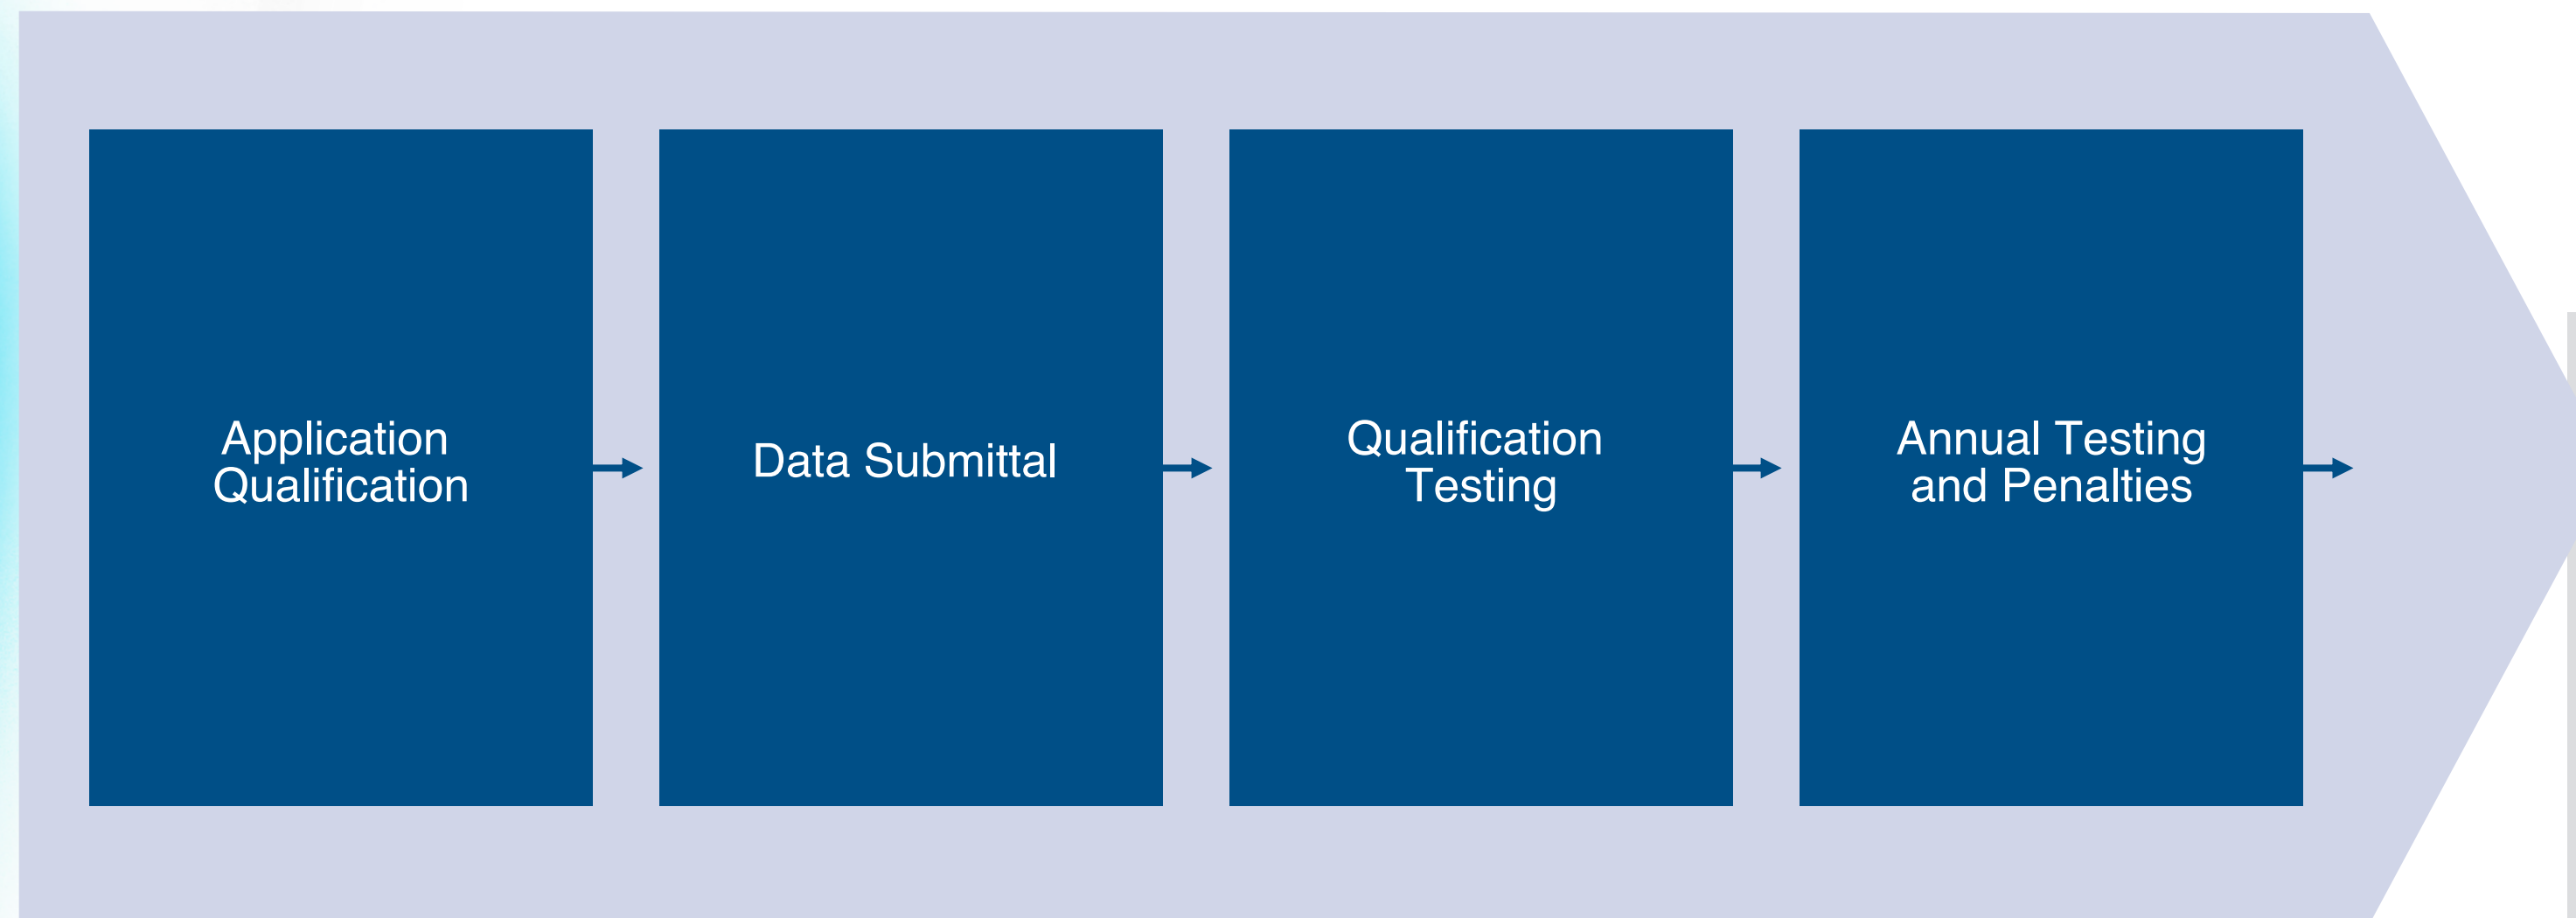 Application
Qualification
Data Submittal
Qualification
Testing
Annual Testing
and Penalties